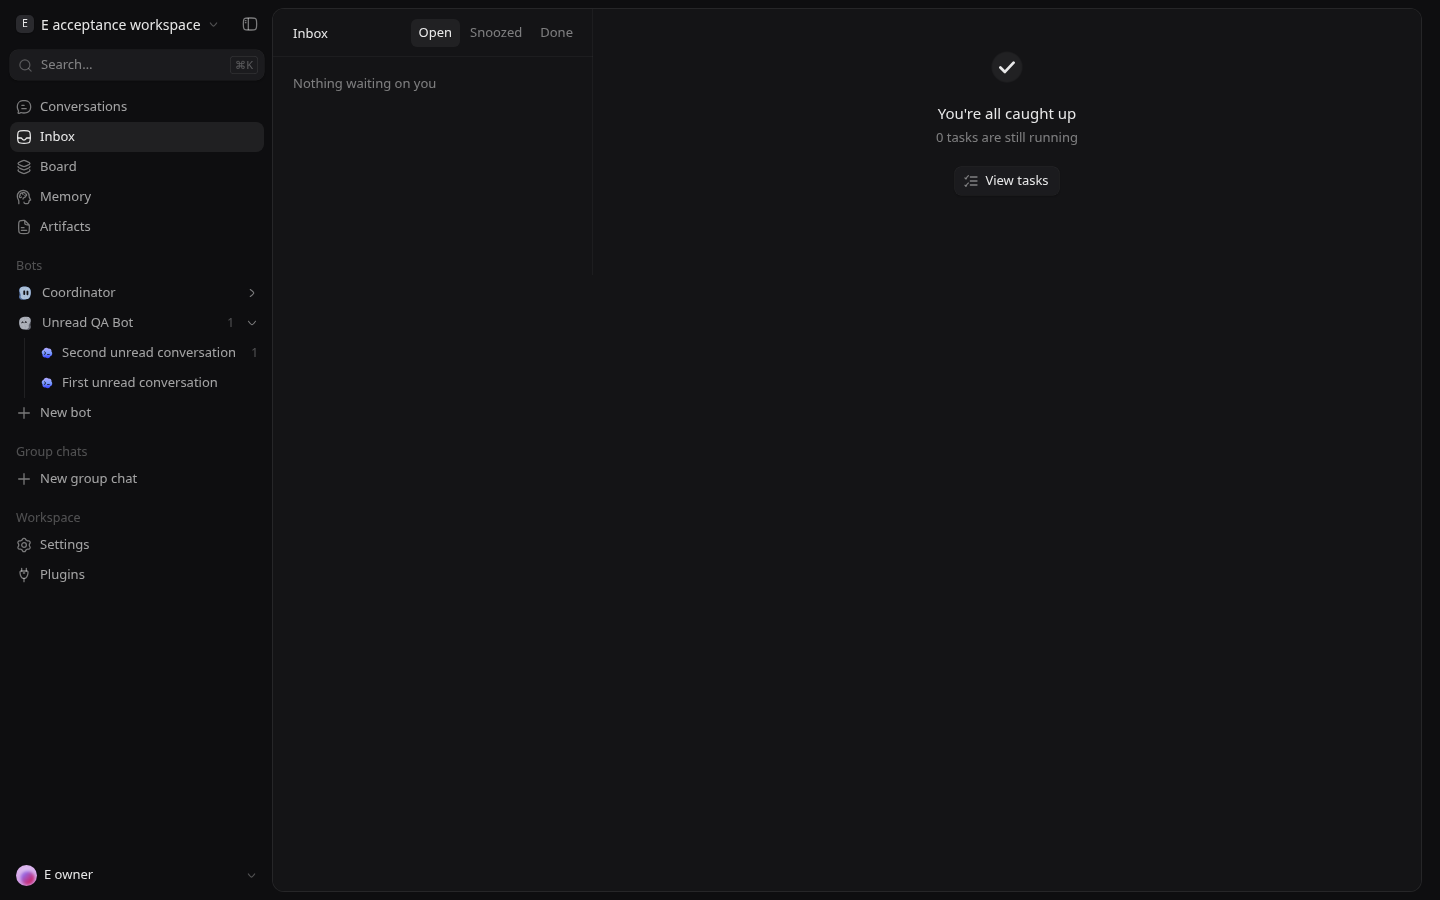 E E acceptance workspace
Search... ⌘K
Conversations
Inbox
Board
Memory
Artifacts
Bots
Coordinator
Unread QA Bot 1
Second unread conversation 1
First unread conversation
New bot
Group chats
New group chat
Workspace
Settings
Plugins
E owner
Inbox Open Snoozed Done
Nothing waiting on you
You're all caught up
0 tasks are still running
View tasks